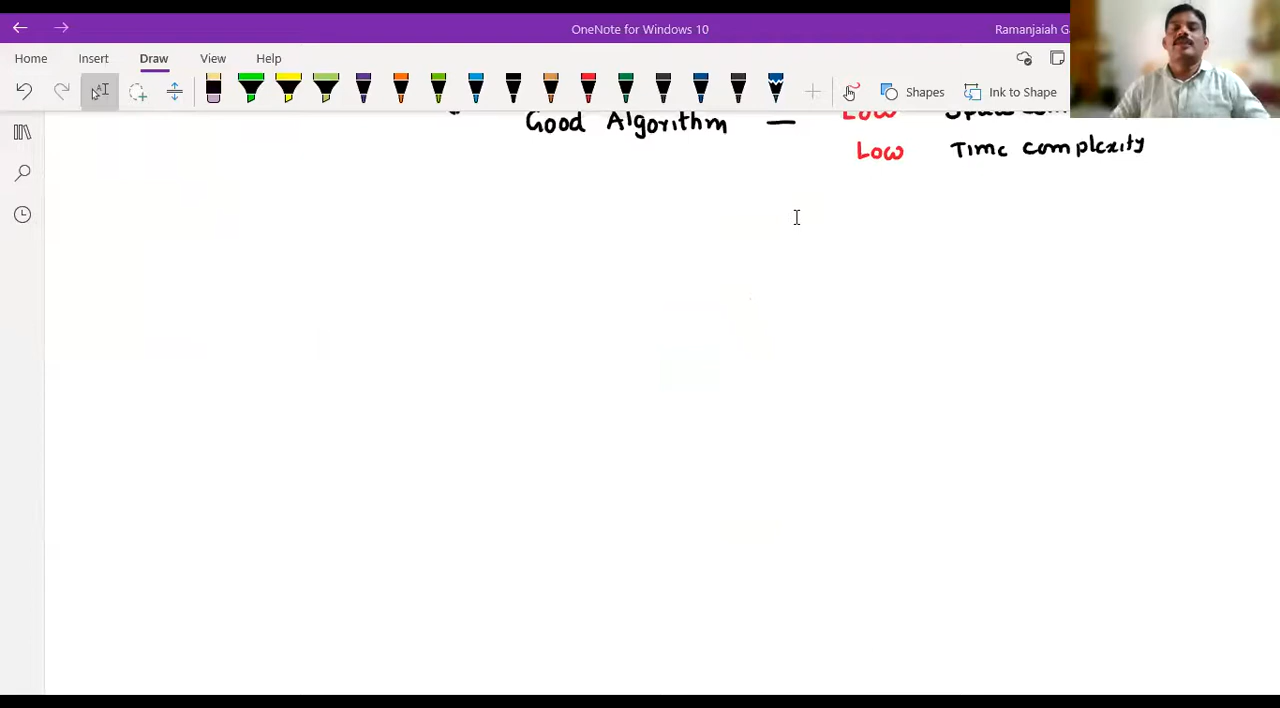 OneNote for Windows 10
Ramanjaiah G
Home Insert Draw View Help
Shapes Ink to Shape
Good Algorithm — Low
Low Time complexity